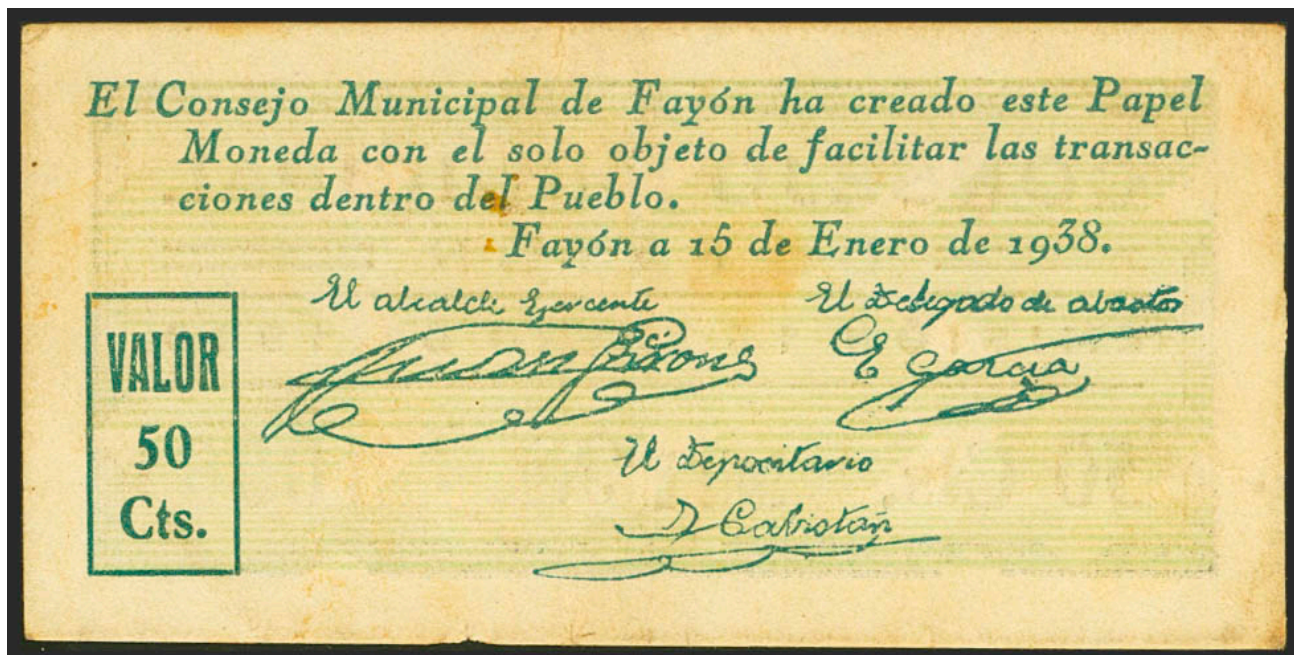 El Consejo Municipal de Fayón ha creado este Papel
Moneda con el solo objeto de facilitar las transac-
ciones dentro del Pueblo.
Fayón a 15 de Enero de 1938.
El alcalde Ejerciente El Delegado de abastos
Juan E García
VALOR
50
Cts.
El Depositario